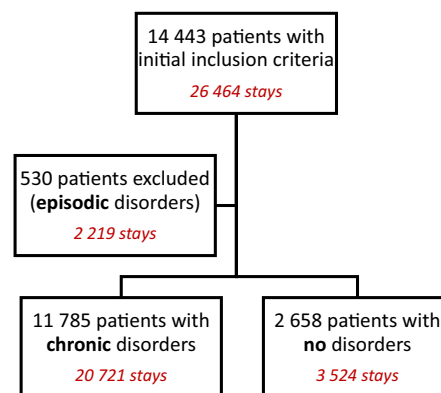 14 443 patients with
initial inclusion criteria
26 464 stays
530 patients excluded
(episodic disorders)
2 219 stays
11 785 patients with
chronic disorders
20 721 stays
2 658 patients with
no disorders
3 524 stays